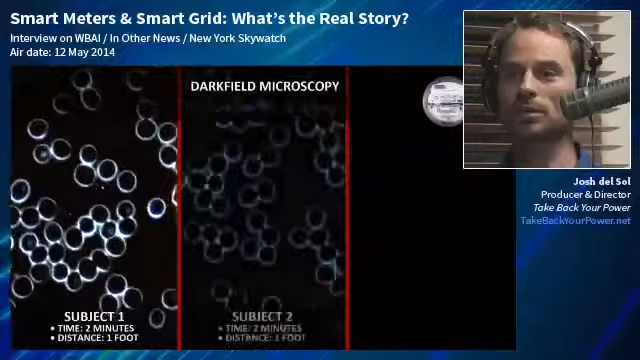 Smart Meters & Smart Grid: What's the Real Story?
Interview on WBAI / In Other News / New York Skywatch
Air date: 12 May 2014
DARKFIELD MICROSCOPY
SUBJECT 1
• TIME: 2 MINUTES
• DISTANCE: 1 FOOT
SUBJECT 2
• TIME: 2 MINUTES
• DISTANCE: 1 FOOT
Josh del Sol
Producer & Director
Take Back Your Power
TakeBackYourPower.net